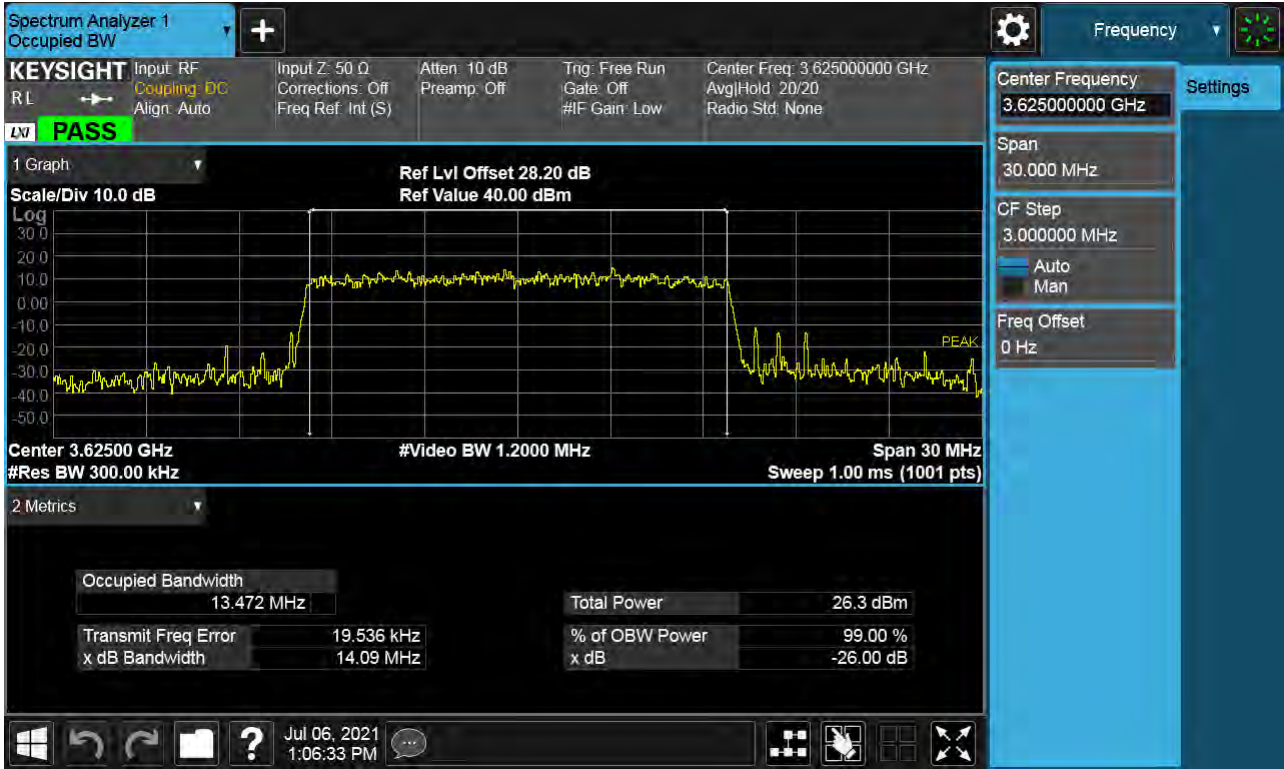 Spectrum Analyzer 1
Occupied BW
Frequency
KEYSIGHT
RL
LXI
PASS
Input: RF
Coupling: DC
Align: Auto
Input Z: 50 Ω
Corrections: Off
Freq Ref: Int (S)
Atten: 10 dB
Preamp: Off
Trig: Free Run
Gate: Off
#IF Gain: Low
Center Freq: 3.625000000 GHz
Avg|Hold: 20/20
Radio Std: None
1 Graph
Scale/Div 10.0 dB
Ref Lvl Offset 28.20 dB
Ref Value 40.00 dBm
Log
30.0
20.0
10.0
0.00
-10.0
-20.0
-30.0
-40.0
-50.0
PEAK
Center 3.62500 GHz
#Video BW 1.2000 MHz
Span 30 MHz
#Res BW 300.00 kHz
Sweep 1.00 ms (1001 pts)
2 Metrics
Occupied Bandwidth
13.472 MHz
Total Power 26.3 dBm
Transmit Freq Error 19.536 kHz
% of OBW Power 99.00 %
x dB Bandwidth 14.09 MHz
x dB -26.00 dB
?
Jul 06, 2021
1:06:33 PM
Center Frequency
3.625000000 GHz
Settings
Span
30.000 MHz
CF Step
3.000000 MHz
Auto
Man
Freq Offset
0 Hz